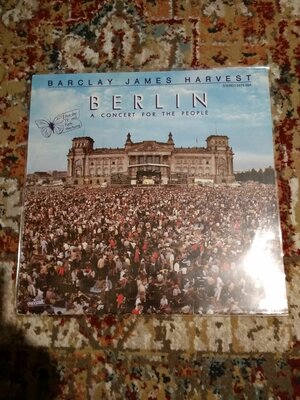 BARCLAY JAMES HARVEST
BERLIN
A CONCERT FOR THE PEOPLE